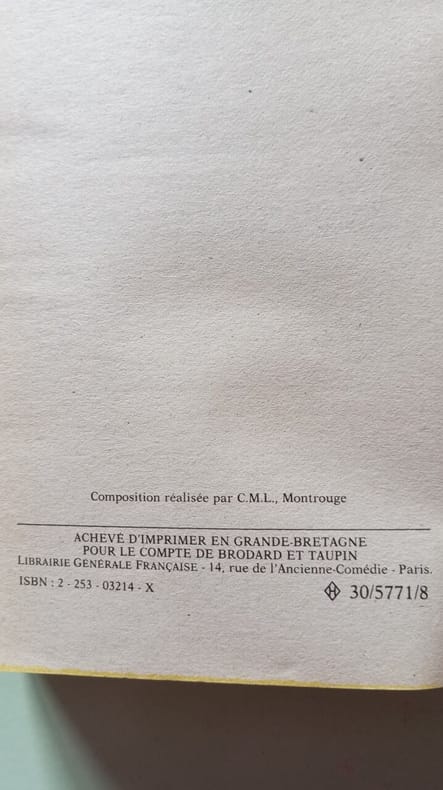 Composition réalisée par C.M.L., Montrouge
ACHEVÉ D'IMPRIMER EN GRANDE-BRETAGNE
POUR LE COMPTE DE BRODARD ET TAUPIN
LIBRAIRIE GÉNÉRALE FRANÇAISE - 14, rue de l'Ancienne-Comédie - Paris.
ISBN : 2 - 253 - 03214 - X
H 30/5771/8